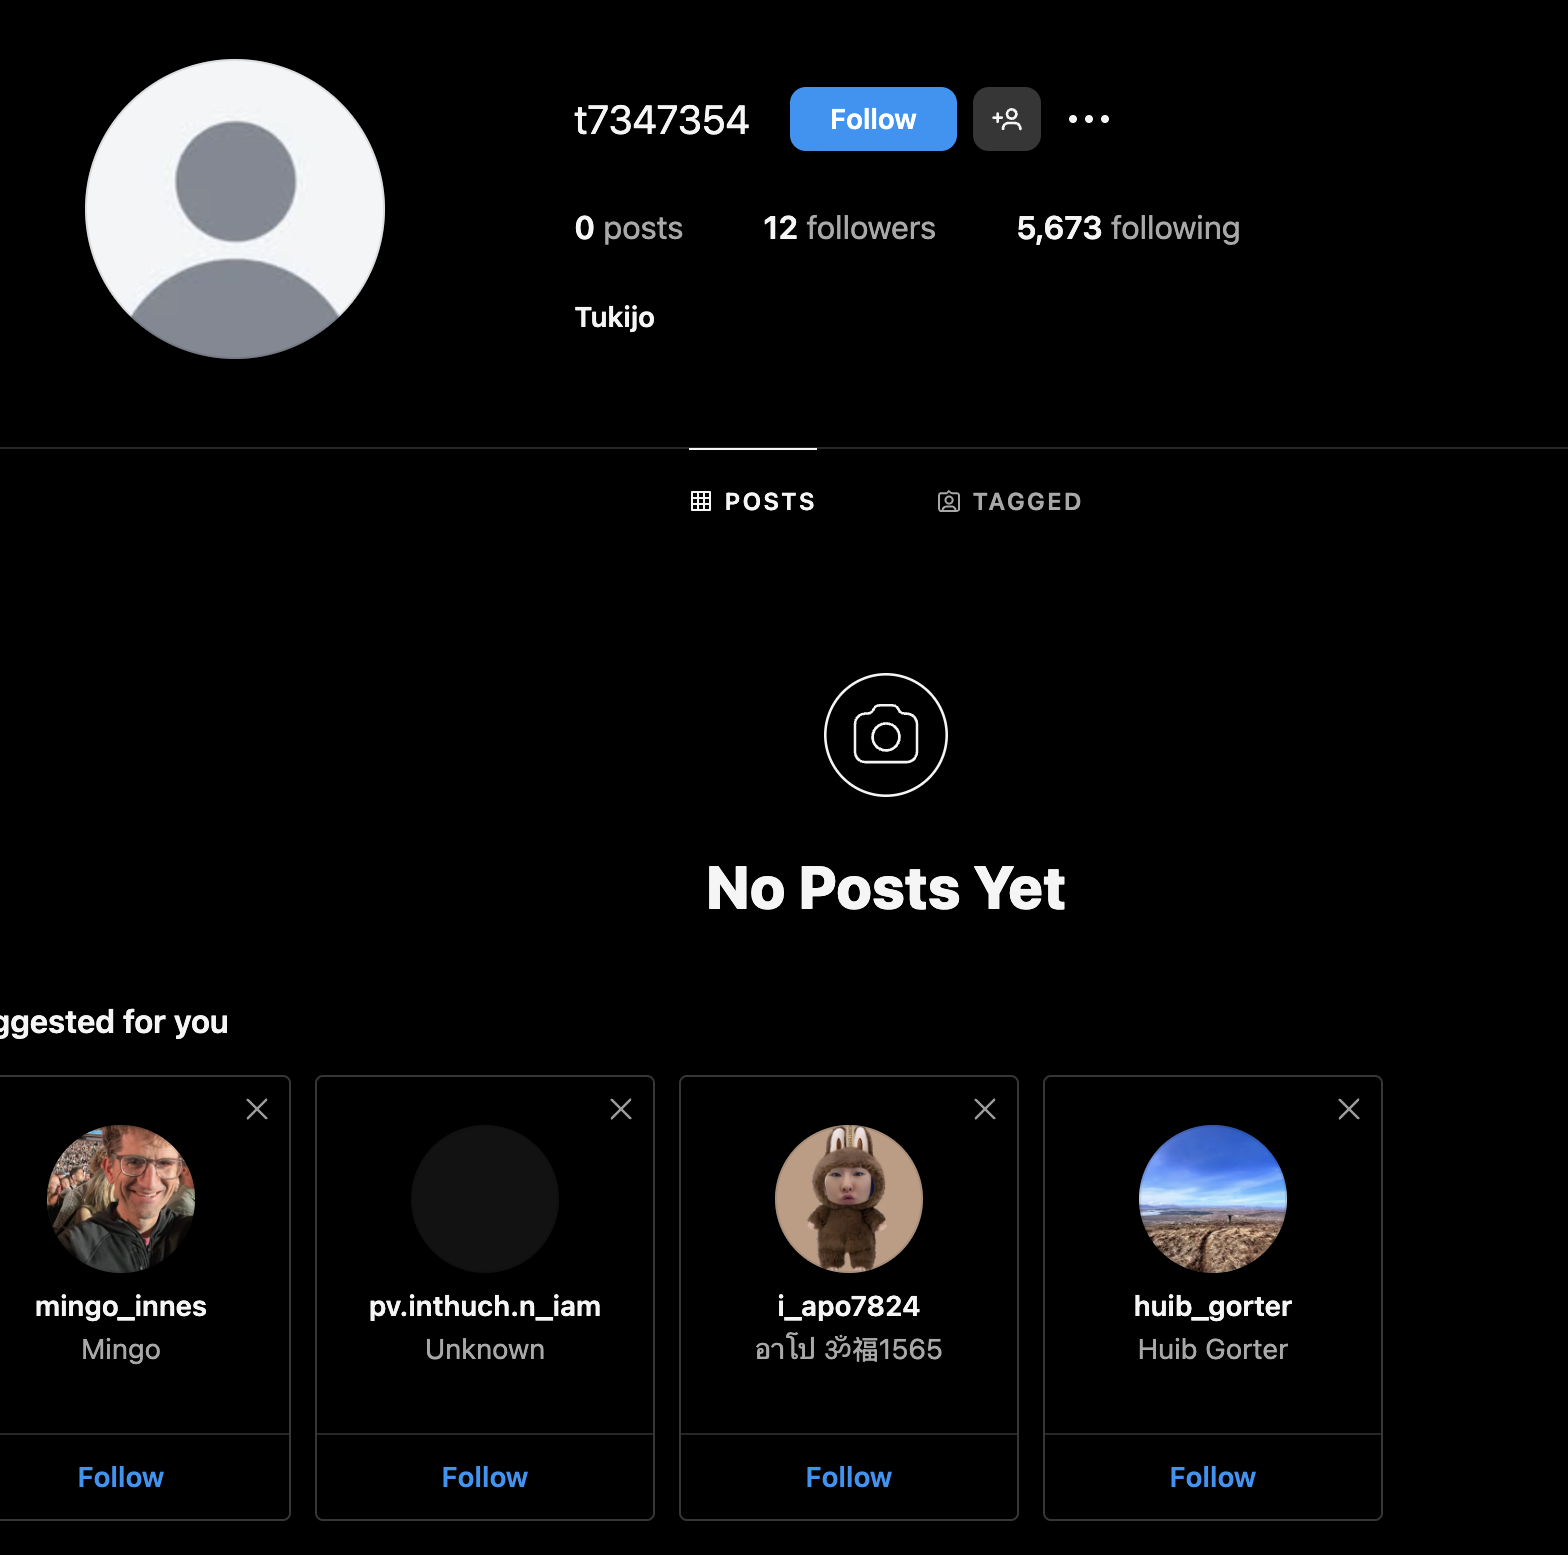 t7347354 Follow
0 posts 12 followers 5,673 following
Tukijo
POSTS TAGGED
No Posts Yet
ggested for you
mingo_innes
Mingo
Follow
pv.inthuch.n_iam
Unknown
Follow
i_apo7824
อาโป ॐ福1565
Follow
huib_gorter
Huib Gorter
Follow